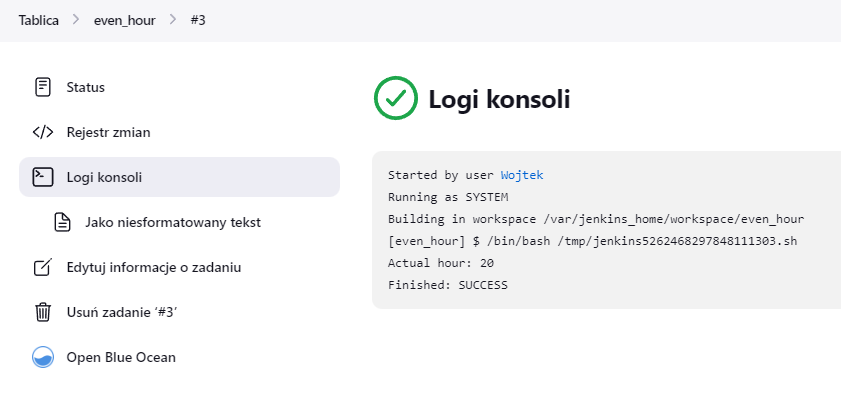 Tablica > even_hour > #3
Status
Rejestr zmian
Logi konsoli
Jako niesformatowany tekst
Edytuj informacje o zadaniu
Usuń zadanie ‘#3’
Open Blue Ocean
Logi konsoli
Started by user Wojtek
Running as SYSTEM
Building in workspace /var/jenkins_home/workspace/even_hour
[even_hour] $ /bin/bash /tmp/jenkins5262468297848111303.sh
Actual hour: 20
Finished: SUCCESS